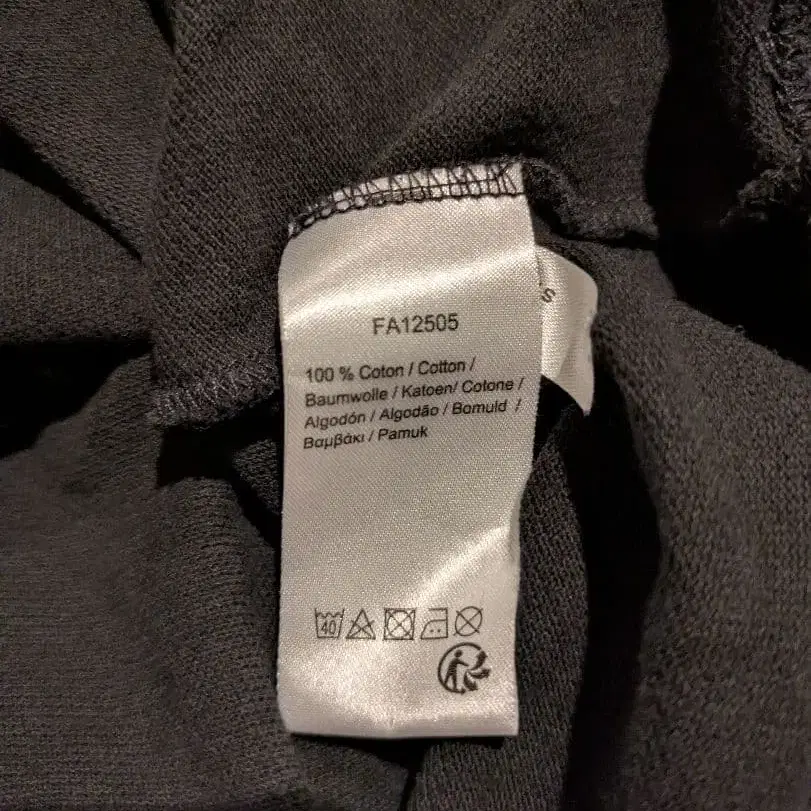 FA12505
100 % Coton / Cotton /
Baumwolle / Katoen/ Cotone /
Algodón / Algodão / Bomuld /
Βαμβάκι / Pamuk
40
s